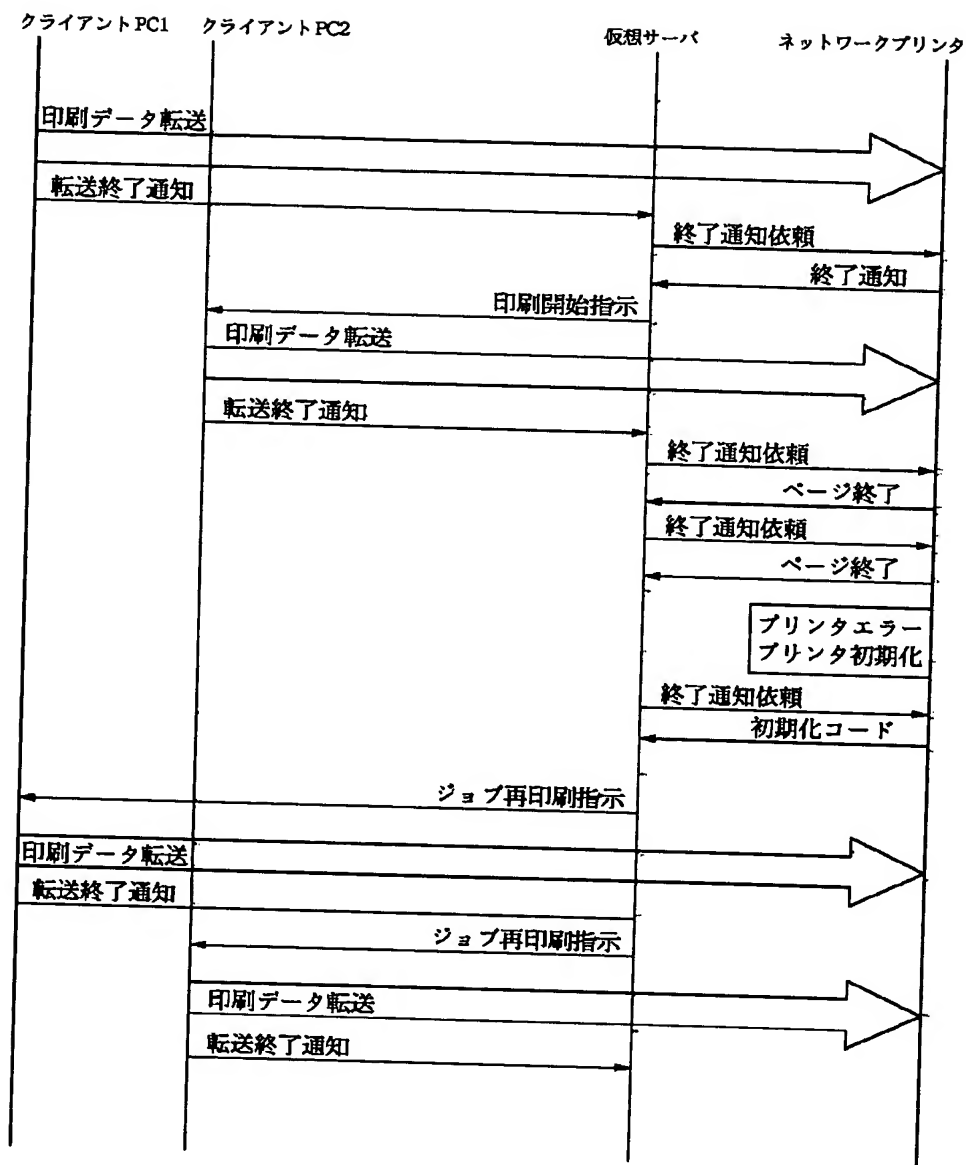 クライアントPC1
クライアントPC2
仮想サーバ
ネットワークプリンタ
印刷データ転送
転送終了通知
終了通知依頼
終了通知
印刷開始指示
印刷データ転送
転送終了通知
終了通知依頼
ページ終了
終了通知依頼
ページ終了
プリンタエラー
プリンタ初期化
終了通知依頼
初期化コード
ジョブ再印刷指示
印刷データ転送
転送終了通知
ジョブ再印刷指示
印刷データ転送
転送終了通知